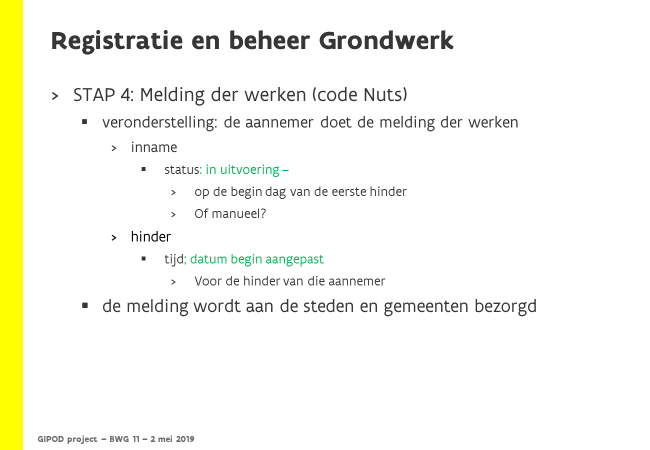 Registratie en beheer Grondwerk
> STAP 4: Melding der werken (code Nuts)
▪ veronderstelling: de aannemer doet de melding der werken
> inname
▪ status: in uitvoering –
> op de begin dag van de eerste hinder
> Of manueel?
> hinder
▪ tijd; datum begin aangepast
> Voor de hinder van die aannemer
▪ de melding wordt aan de steden en gemeenten bezorgd
GIPOD project – BWG 11 – 2 mei 2019